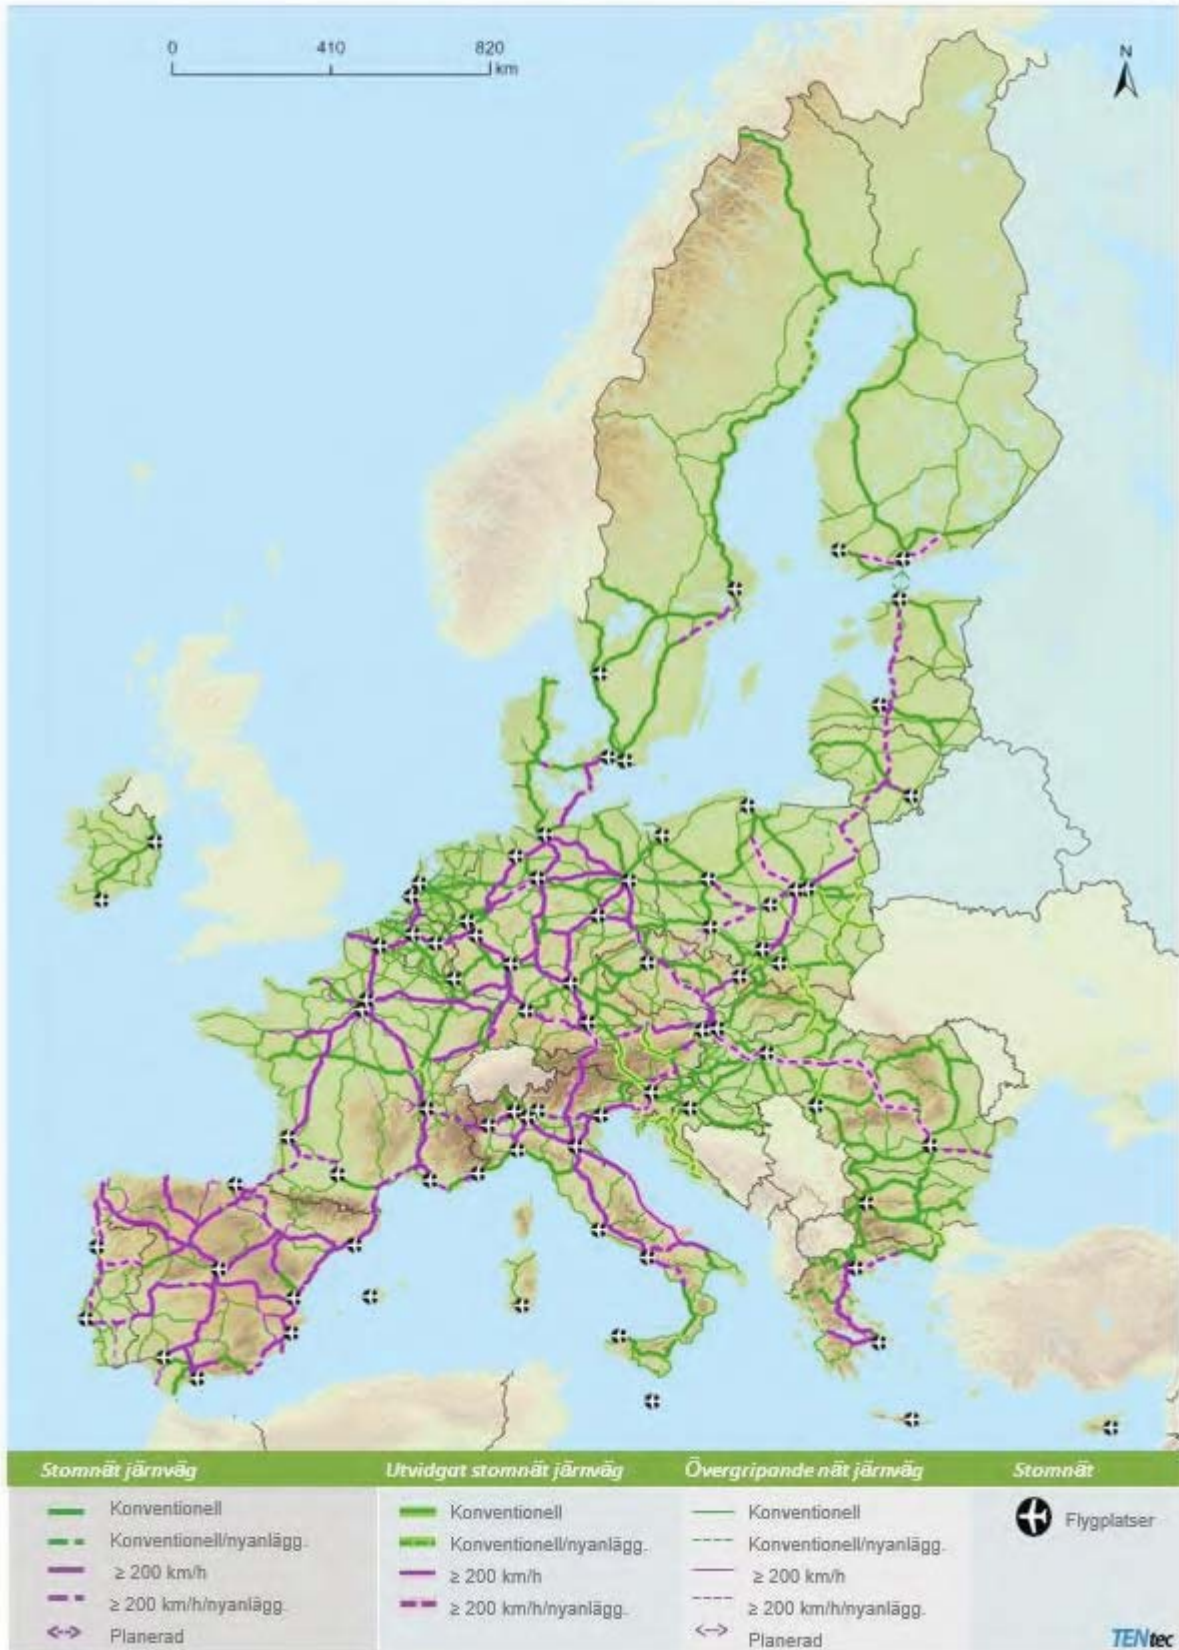 0 410 820
km
N
Stomnät järnväg
Konventionell
Konventionell/nyanlägg.
≥ 200 km/h
≥ 200 km/h/nyanlägg.
Planerad
Utvidgat stomnät järnväg
Konventionell
Konventionell/nyanlägg.
≥ 200 km/h
≥ 200 km/h/nyanlägg.
Övergripande nät järnväg
Konventionell
Konventionell/nyanlägg.
≥ 200 km/h
≥ 200 km/h/nyanlägg.
Planerad
Stomnät
Flygplatser
TENtec